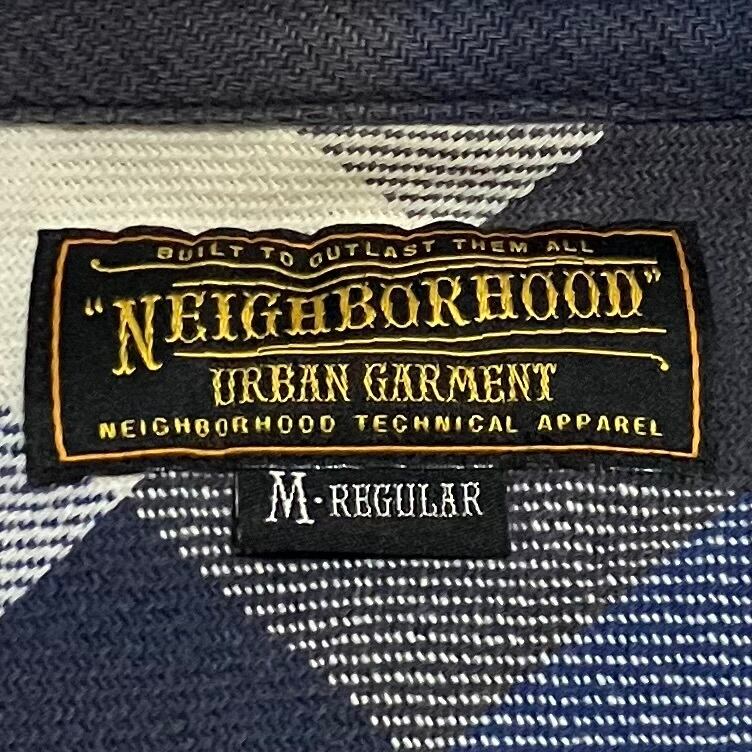 BUILT TO OUTLAST THEM ALL
"NEIGHBORHOOD"
URBAN GARMENT
NEIGHBORHOOD TECHNICAL APPAREL
M·REGULAR